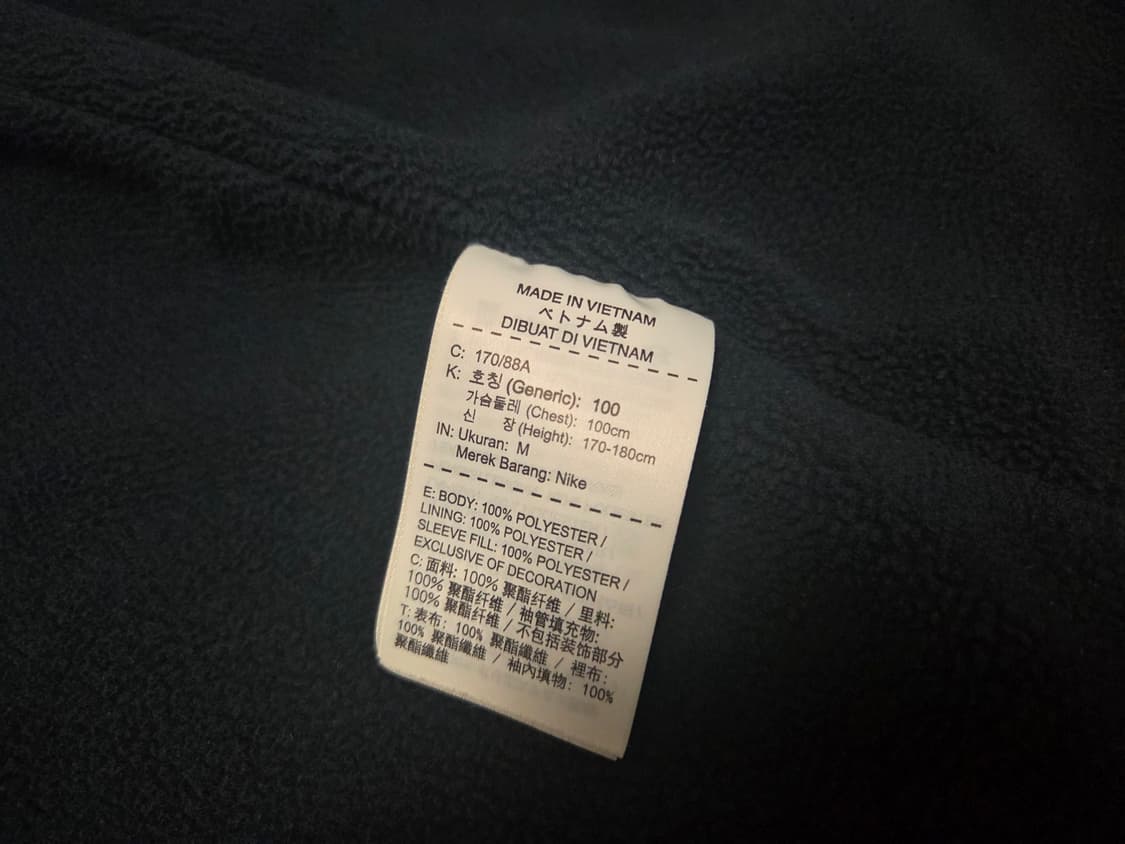 MADE IN VIETNAM
ベトナム製
DIBUAT DI VIETNAM
C: 170/88A
K: 호칭 (Generic): 100
가슴둘레 (Chest): 100cm
신 장 (Height): 170-180cm
IN: Ukuran: M
Merek Barang: Nike
E: BODY: 100% POLYESTER /
LINING: 100% POLYESTER /
SLEEVE FILL: 100% POLYESTER /
EXCLUSIVE OF DECORATION
C: 面料: 100% 聚酯纤维 / 里料:
100% 聚酯纤维 / 袖管填充物:
100% 聚酯纤维 / 不包括装饰部分
T: 表布: 100% 聚酯纖維 / 裡布:
100% 聚酯纖維 / 袖內填物: 100%
聚酯纖維